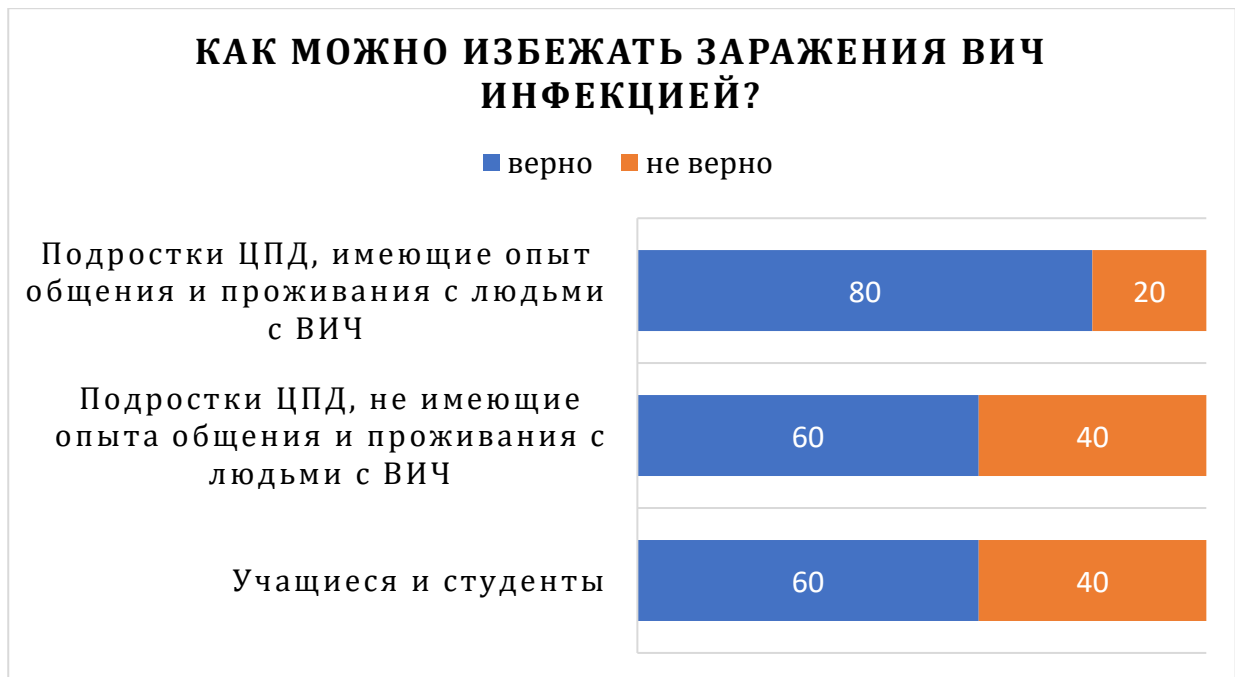 КАК МОЖНО ИЗБЕЖАТЬ ЗАРАЖЕНИЯ ВИЧ
ИНФЕКЦИЕЙ?
верно не верно
Подростки ЦПД, имеющие опыт
общения и проживания с людьми
с ВИЧ
80 20
Подростки ЦПД, не имеющие
опыта общения и проживания с
людьми с ВИЧ
60 40
Учащиеся и студенты
60 40